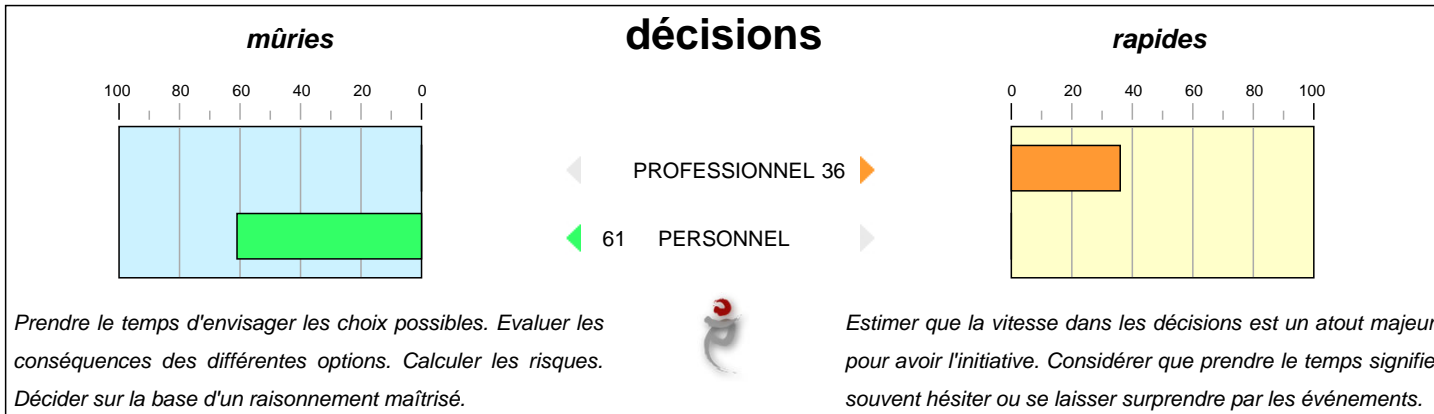 mûries décisions rapides
100 80 60 40 20 0 0 20 40 60 80 100
PROFESSIONNEL 36
61 PERSONNEL
Prendre le temps d'envisager les choix possibles. Evaluer les
conséquences des différentes options. Calculer les risques.
Décider sur la base d'un raisonnement maîtrisé.
Estimer que la vitesse dans les décisions est un atout majeur
pour avoir l'initiative. Considérer que prendre le temps signifie
souvent hésiter ou se laisser surprendre par les événements.